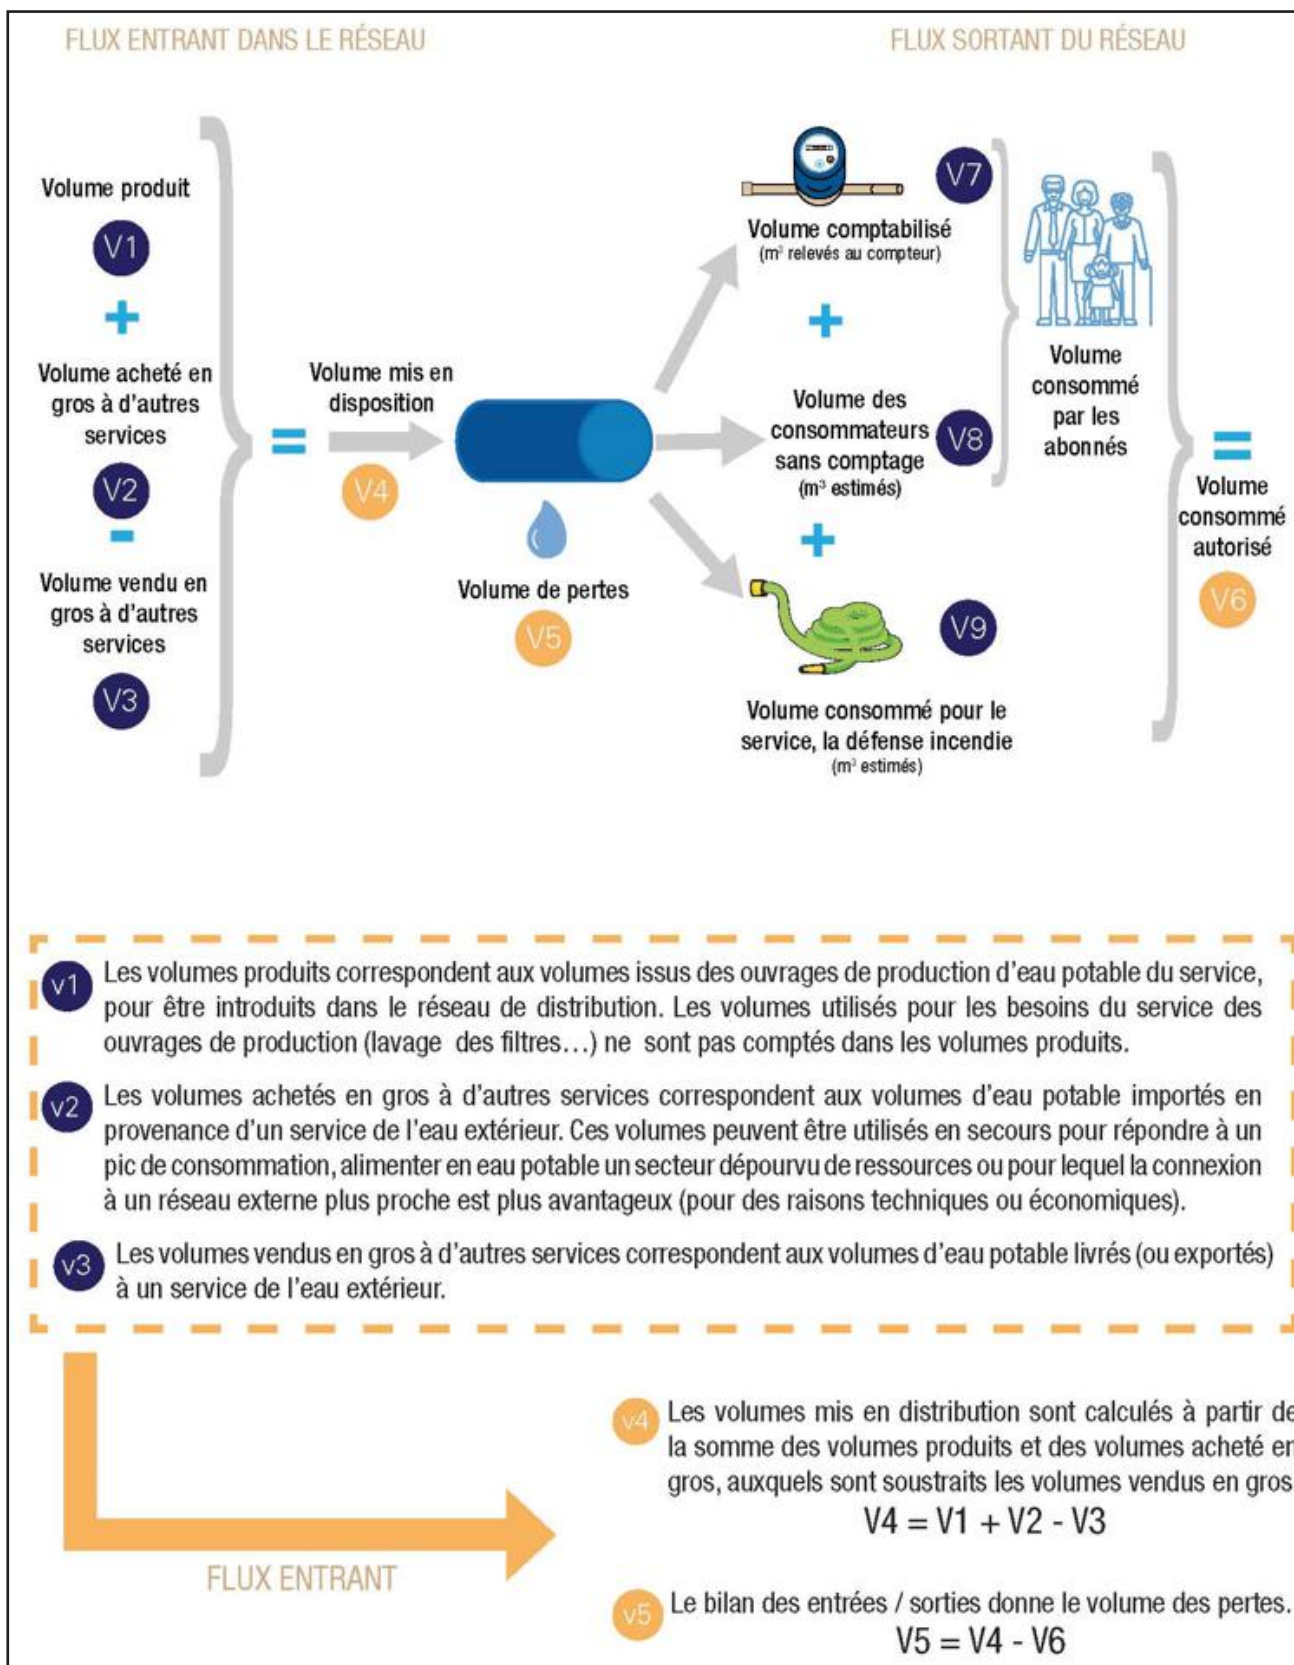 FLUX ENTRANT DANS LE RÉSEAU
FLUX SORTANT DU RÉSEAU
Volume produit
V1
+
Volume acheté en
gros à d'autres
services
V2
-
Volume vendu en
gros à d'autres
services
V3
=
Volume mis en
disposition
V4
Volume de pertes
V5
V7
Volume comptabilisé
(m³ relevés au compteur)
+
Volume des
consommateurs
sans comptage
(m³ estimés)
V8
+
V9
Volume consommé pour le
service, la défense incendie
(m³ estimés)
Volume
consommé
par les
abonnés
=
Volume
consommé
autorisé
V6
v1 Les volumes produits correspondent aux volumes issus des ouvrages de production d'eau potable du service,
pour être introduits dans le réseau de distribution. Les volumes utilisés pour les besoins du service des
ouvrages de production (lavage des filtres…) ne sont pas comptés dans les volumes produits.
v2 Les volumes achetés en gros à d'autres services correspondent aux volumes d'eau potable importés en
provenance d'un service de l'eau extérieur. Ces volumes peuvent être utilisés en secours pour répondre à un
pic de consommation, alimenter en eau potable un secteur dépourvu de ressources ou pour lequel la connexion
à un réseau externe plus proche est plus avantageux (pour des raisons techniques ou économiques).
v3 Les volumes vendus en gros à d'autres services correspondent aux volumes d'eau potable livrés (ou exportés)
à un service de l'eau extérieur.
FLUX ENTRANT
v4 Les volumes mis en distribution sont calculés à partir de
la somme des volumes produits et des volumes acheté en
gros, auxquels sont soustraits les volumes vendus en gros
V4 = V1 + V2 - V3
v5 Le bilan des entrées / sorties donne le volume des pertes.
V5 = V4 - V6